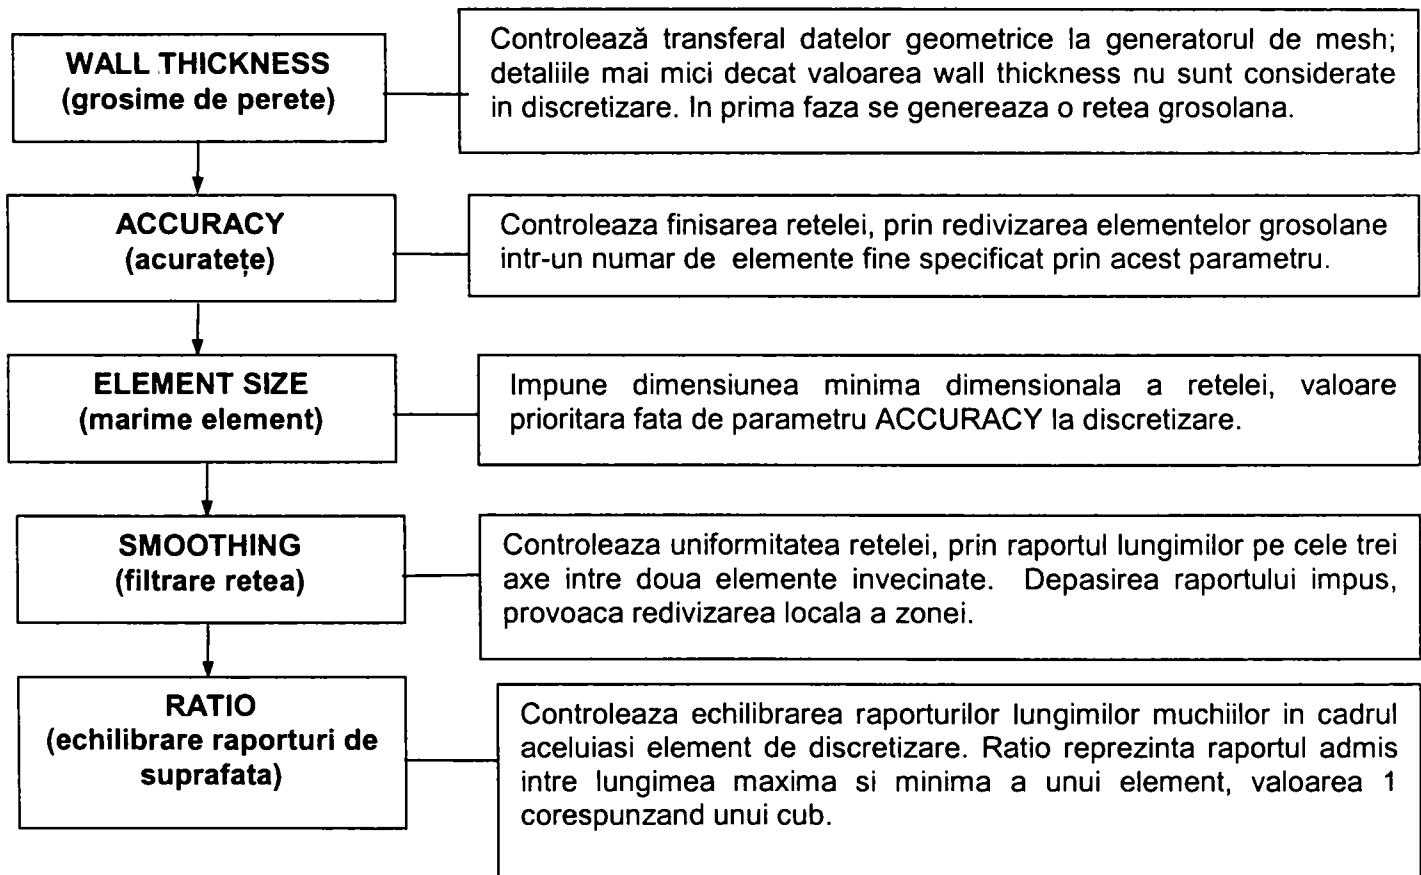 WALL THICKNESS
(grosime de perete)
Controlează transferal datelor geometrice la generatorul de mesh;
detaliile mai mici decat valoarea wall thickness nu sunt considerate
in discretizare. In prima faza se genereaza o retea grosolana.
ACCURACY
(acuratețe)
Controleaza finisarea retelei, prin redivizarea elementelor grosolane
intr-un numar de elemente fine specificat prin acest parametru.
ELEMENT SIZE
(marime element)
Impune dimensiunea minima dimensionala a retelei, valoare
prioritara fata de parametru ACCURACY la discretizare.
SMOOTHING
(filtrare retea)
Controleaza uniformitatea retelei, prin raportul lungimilor pe cele trei
axe intre doua elemente invecinate. Depasirea raportului impus,
provoaca redivizarea locala a zonei.
RATIO
(echilibrare raporturi de
suprafata)
Controleaza echilibrarea raporturilor lungimilor muchiilor in cadrul
aceluiasi element de discretizare. Ratio reprezinta raportul admis
intre lungimea maxima si minima a unui element, valoarea 1
corespunzand unui cub.